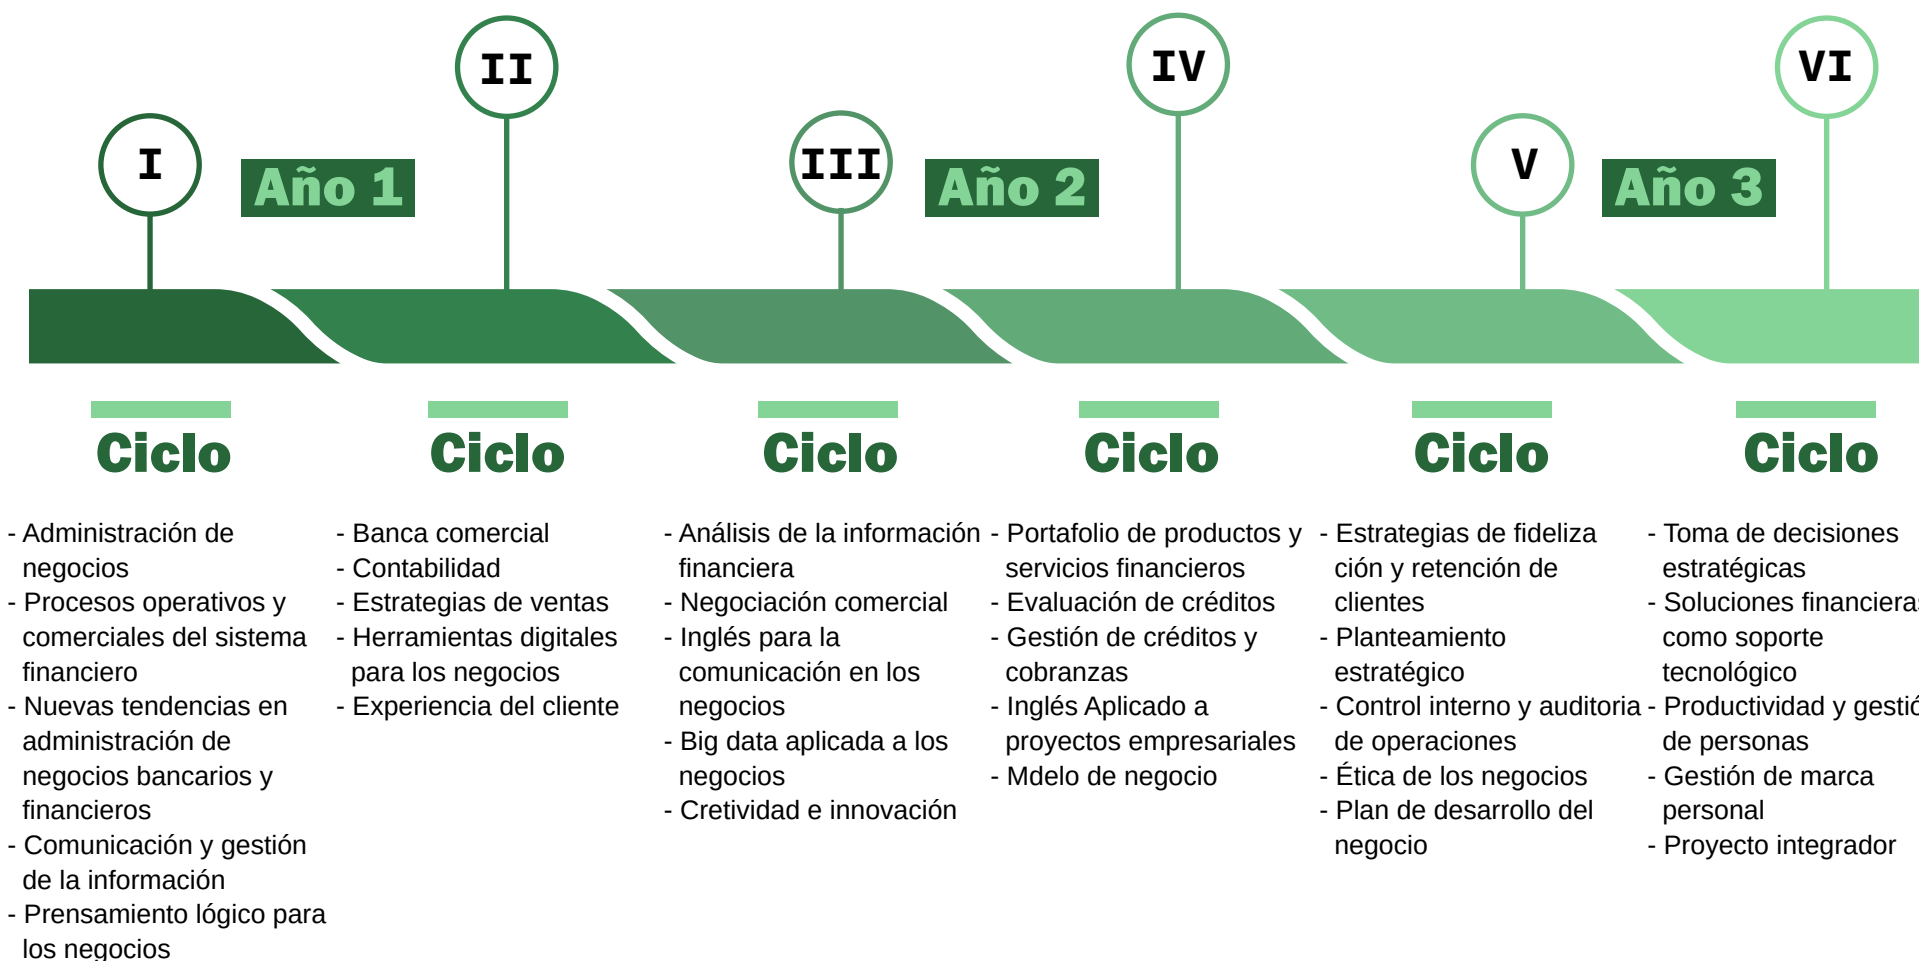 I
II
III
IV
V
VI
Año 1
Año 2
Año 3
Ciclo
- Administración de
negocios
- Procesos operativos y
comerciales del sistema
financiero
- Nuevas tendencias en
administración de
negocios bancarios y
financieros
- Comunicación y gestión
de la información
- Prensamiento lógico para
los negocios
Ciclo
- Banca comercial
- Contabilidad
- Estrategias de ventas
- Herramientas digitales
para los negocios
- Experiencia del cliente
Ciclo
- Análisis de la información
financiera
- Negociación comercial
- Inglés para la
comunicación en los
negocios
- Big data aplicada a los
negocios
- Cretividad e innovación
Ciclo
- Portafolio de productos y
servicios financieros
- Evaluación de créditos
- Gestión de créditos y
cobranzas
- Inglés Aplicado a
proyectos empresariales
- Mdelo de negocio
Ciclo
- Estrategias de fideliza
ción y retención de
clientes
- Planteamiento
estratégico
- Control interno y auditoria
de operaciones
- Ética de los negocios
- Plan de desarrollo del
negocio
Ciclo
- Toma de decisiones
estratégicas
- Soluciones financieras
como soporte
tecnológico
- Productividad y gestió
de personas
- Gestión de marca
personal
- Proyecto integrador